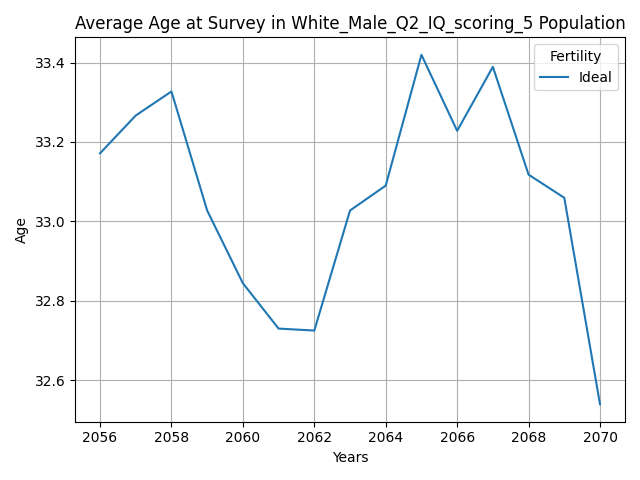 Average Age at Survey in White_Male_Q2_IQ_scoring_5 Population
Fertility
Ideal
33.4
33.2
33.0
32.8
32.6
Age
2056 2058 2060 2062 2064 2066 2068 2070
Years